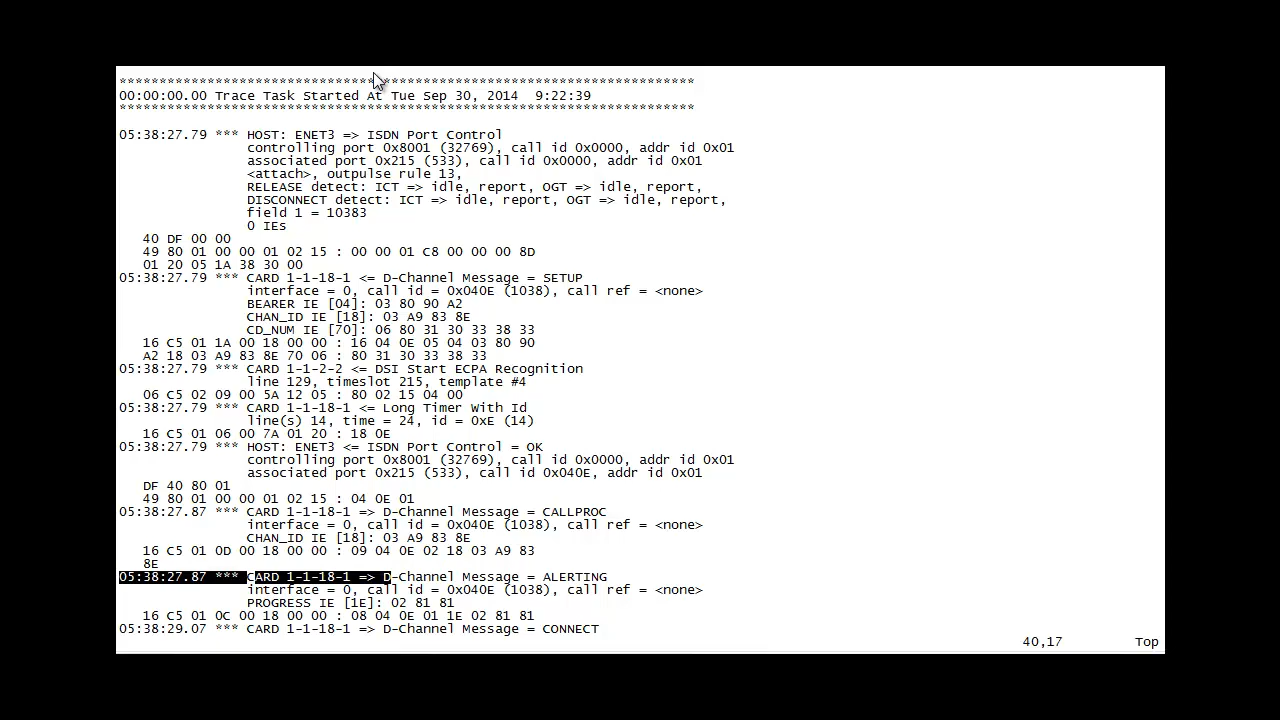 ************************************************************************
00:00:00.00 Trace Task Started At Tue Sep 30, 2014  9:22:39
************************************************************************
05:38:27.79 *** HOST: ENET3 => ISDN Port Control
controlling port 0x8001 (32769), call id 0x0000, addr id 0x01
associated port 0x215 (533), call id 0x0000, addr id 0x01
<attach>, outpulse rule 13,
RELEASE detect: ICT => idle, report, OGT => idle, report,
DISCONNECT detect: ICT => idle, report, OGT => idle, report,
field 1 = 10383
0 IEs
40 DF 00 00
49 80 01 00 00 01 02 15 : 00 00 01 C8 00 00 00 8D
01 20 05 1A 38 30 00
05:38:27.79 *** CARD 1-1-18-1 <= D-Channel Message = SETUP
interface = 0, call id = 0x040E (1038), call ref = <none>
BEARER IE [04]: 03 80 90 A2
CHAN_ID IE [18]: 03 A9 83 8E
CD_NUM IE [70]: 06 80 31 30 33 38 33
16 C5 01 1A 00 18 00 00 : 16 04 0E 05 04 03 80 90
A2 18 03 A9 83 8E 70 06 : 80 31 30 33 38 33
05:38:27.79 *** CARD 1-1-2-2 <= DSI Start ECPA Recognition
line 129, timeslot 215, template #4
06 C5 02 09 00 5A 12 05 : 80 02 15 04 00
05:38:27.79 *** CARD 1-1-18-1 <= Long Timer With Id
line(s) 14, time = 24, id = 0xE (14)
16 C5 01 06 00 7A 01 20 : 18 0E
05:38:27.79 *** HOST: ENET3 <= ISDN Port Control = OK
controlling port 0x8001 (32769), call id 0x0000, addr id 0x01
associated port 0x215 (533), call id 0x040E, addr id 0x01
DF 40 80 01
49 80 01 00 00 01 02 15 : 04 0E 01
05:38:27.87 *** CARD 1-1-18-1 => D-Channel Message = CALLPROC
interface = 0, call id = 0x040E (1038), call ref = <none>
CHAN_ID IE [18]: 03 A9 83 8E
16 C5 01 0D 00 18 00 00 : 09 04 0E 02 18 03 A9 83
8E
05:38:27.87 *** CARD 1-1-18-1 => D-Channel Message = ALERTING
interface = 0, call id = 0x040E (1038), call ref = <none>
PROGRESS IE [1E]: 02 81 81
16 C5 01 0C 00 18 00 00 : 08 04 0E 01 1E 02 81 81
05:38:29.07 *** CARD 1-1-18-1 => D-Channel Message = CONNECT
40,17 Top